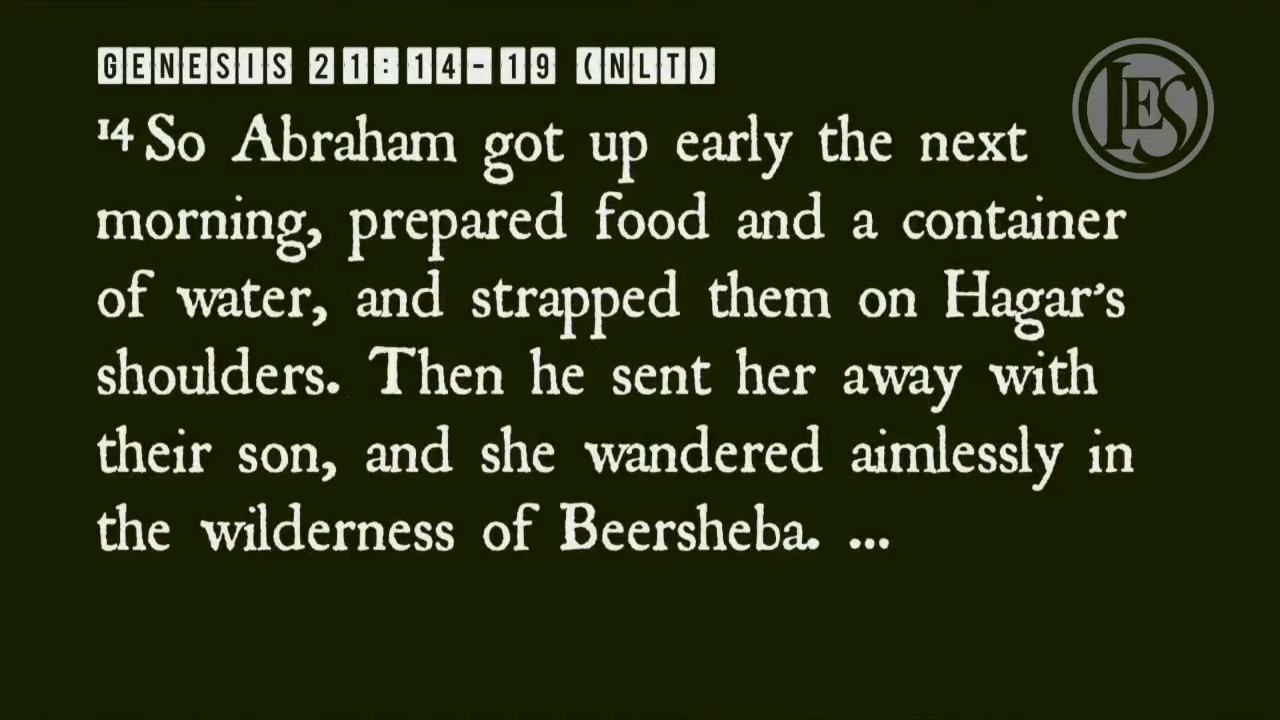 GENESIS 21:14-19 (NLT)
IES
¹⁴ So Abraham got up early the next
morning, prepared food and a container
of water, and strapped them on Hagar’s
shoulders. Then he sent her away with
their son, and she wandered aimlessly in
the wilderness of Beersheba. ...